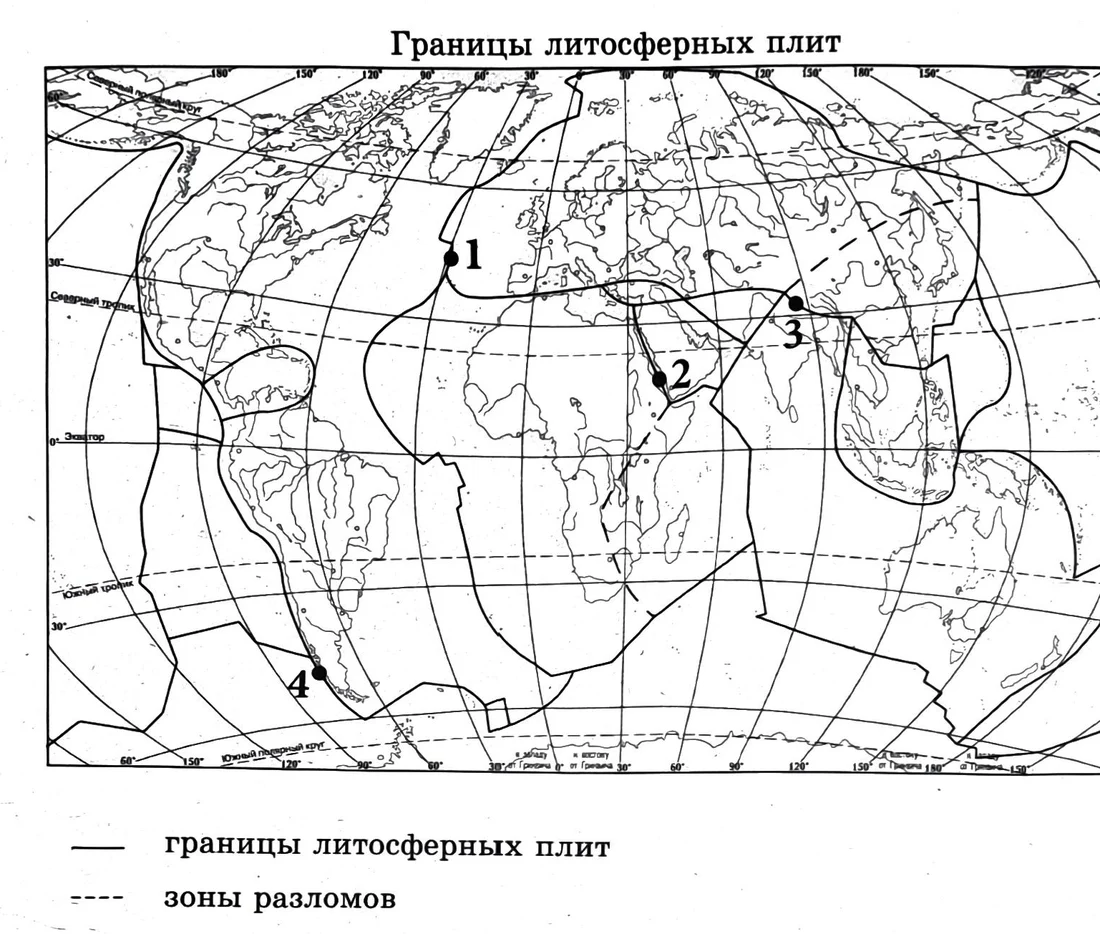 Границы литосферных плит
180° 150° 120° 90° 60° 30° 0° 30° 60° 90° 120° 150° 180° 150° 120°
Северный полярный круг
60°
1
30°
Северный тропик
3
2
0° Экватор
Южный тропик
30°
4
Южный полярный круг
к западу к востоку к востоку к западу
от Гринвича от Гринвича от Гринвича от Гринвича
60° 150° 120° 90° 60° 30° 0° 30° 60° 90° 120° 150° 180° 150°
границы литосферных плит
зоны разломов